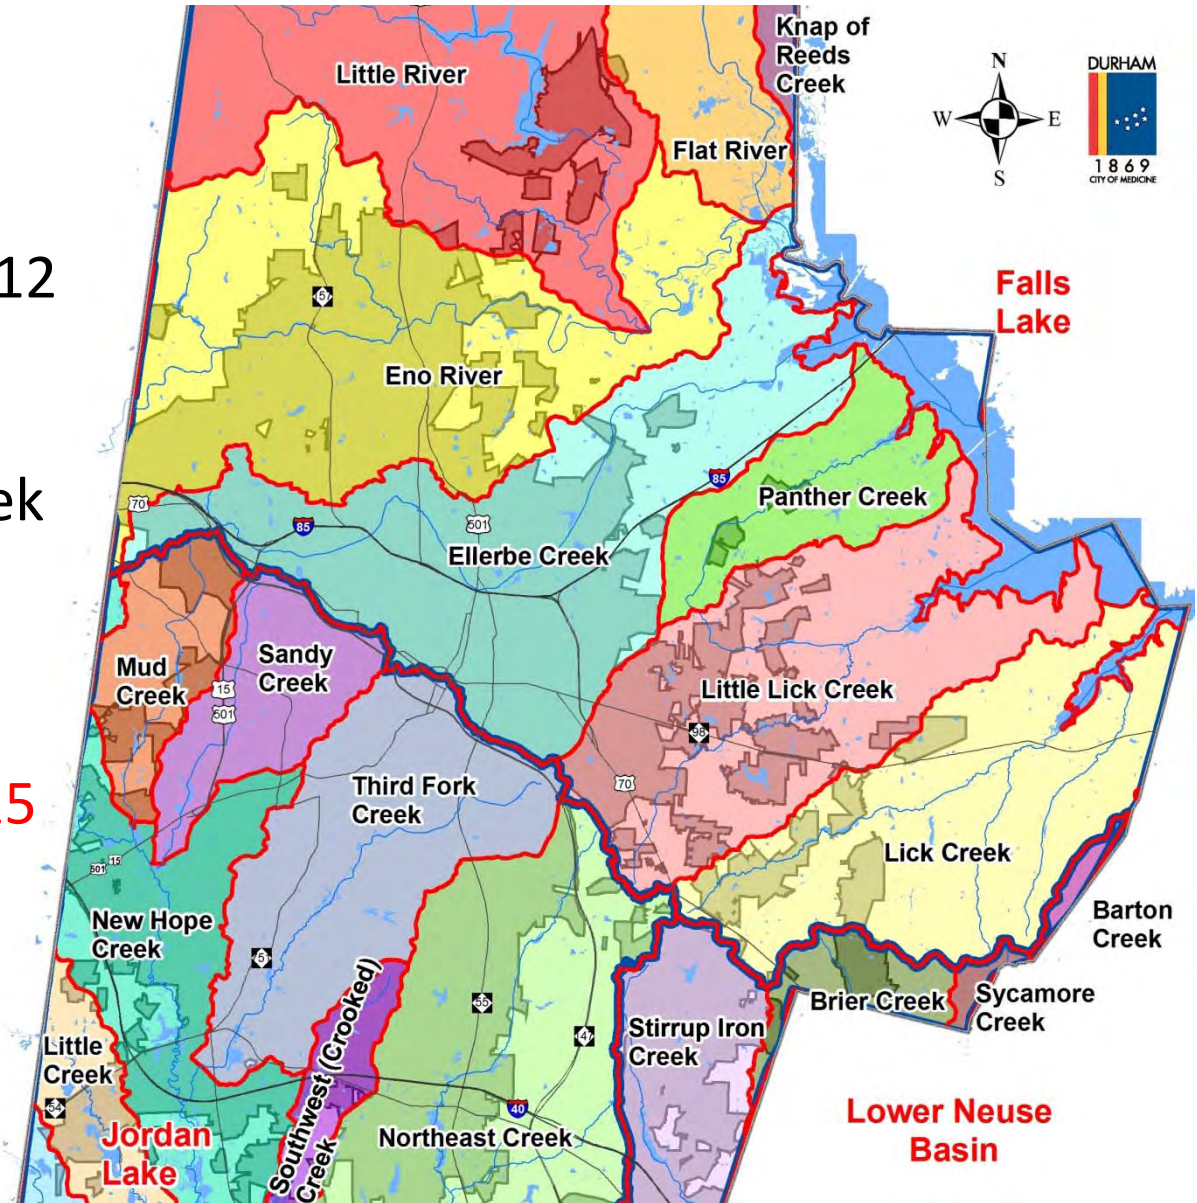 Knap of
Reeds
Creek
N
W
E
S
DURHAM
1869
CITY OF MEDICINE
Little River
Flat River
12
Falls
Lake
157
Eno River
ek
70
85
501
85
Panther Creek
Ellerbe Creek
Mud
Creek
Sandy
Creek
15
501
Little Lick Creek
98
70
Third Fork
Creek
.5
Lick Creek
501
15
New Hope
Creek
Barton
Creek
751
55
47
Brier Creek
Sycamore
Creek
Stirrup Iron
Creek
Little
Creek
54
Southwest (Crooked)
Creek
40
Jordan
Lake
Northeast Creek
Lower Neuse
Basin